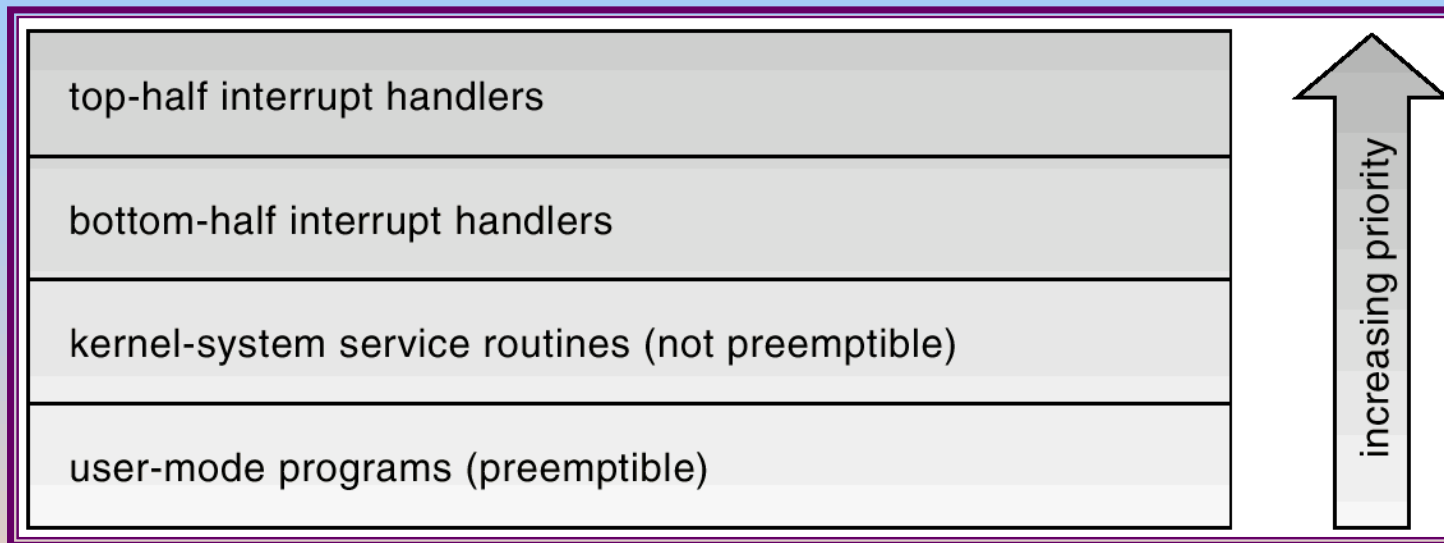 top-half interrupt handlers
bottom-half interrupt handlers
kernel-system service routines (not preemptible)
user-mode programs (preemptible)
increasing priority